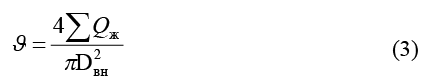 ϑ = 4∑Qж / πD²вн (3)